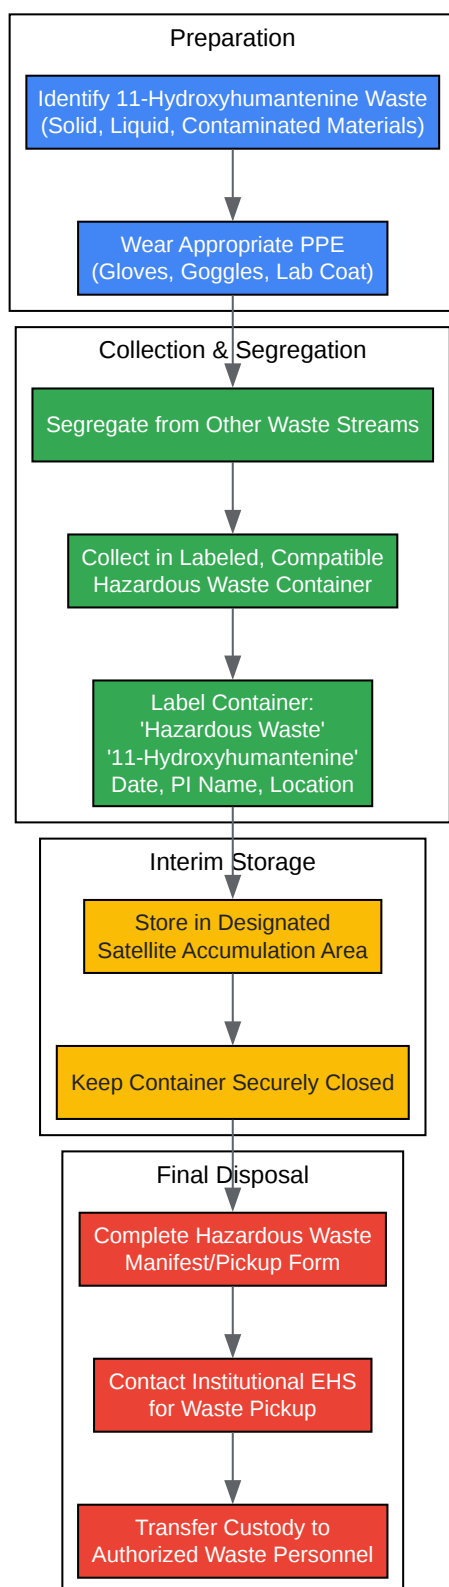 Preparation
Identify 11-Hydroxyhumantenine Waste
(Solid, Liquid, Contaminated Materials)
Wear Appropriate PPE
(Gloves, Goggles, Lab Coat)
Collection & Segregation
Segregate from Other Waste Streams
Collect in Labeled, Compatible
Hazardous Waste Container
Label Container:
'Hazardous Waste'
'11-Hydroxyhumantenine'
Date, PI Name, Location
Interim Storage
Store in Designated
Satellite Accumulation Area
Keep Container Securely Closed
Final Disposal
Complete Hazardous Waste
Manifest/Pickup Form
Contact Institutional EHS
for Waste Pickup
Transfer Custody to
Authorized Waste Personnel